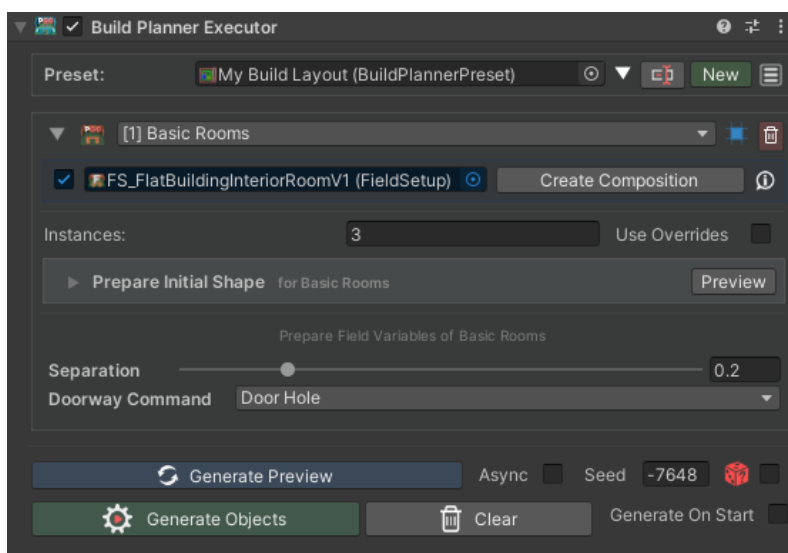 Build Planner Executor
Preset: My Build Layout (BuildPlannerPreset) New
[1] Basic Rooms
FS_FlatBuildingInteriorRoomV1 (FieldSetup) Create Composition
Instances: 3 Use Overrides
Prepare Initial Shape for Basic Rooms Preview
Prepare Field Variables of Basic Rooms
Separation 0.2
Doorway Command Door Hole
Generate Preview Async Seed -7648
Generate Objects Clear Generate On Start